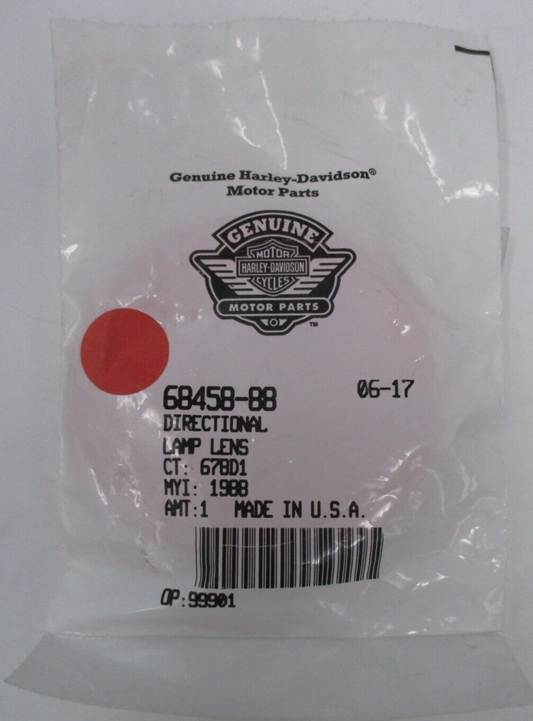 Genuine Harley-Davidson®
Motor Parts
GENUINE
MOTOR
HARLEY-DAVIDSON
CYCLES
MOTOR PARTS
™
68458-88 06-17
DIRECTIONAL
LAMP LENS
CT: 678D1
MYI: 1988
AMT:1 MADE IN U.S.A.
OP:99901